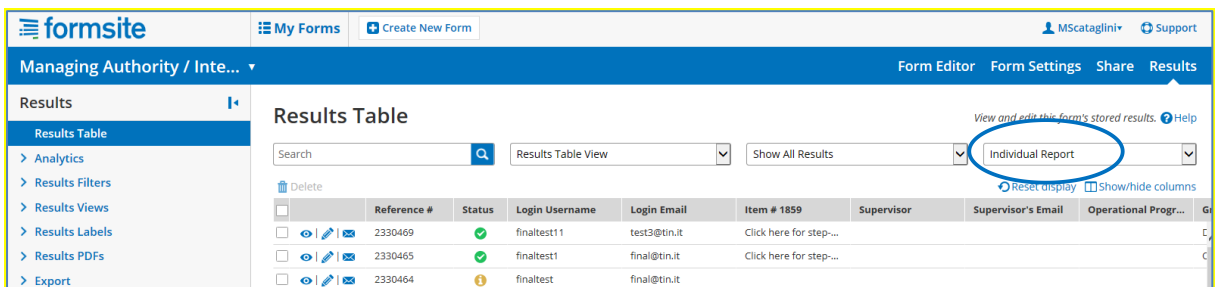 formsite My Forms Create New Form MScataglini Support
Managing Authority / Inte... Form Editor Form Settings Share Results
Results
Results Table
Analytics
Results Filters
Results Views
Results Labels
Results PDFs
Export
Results Table View and edit this form's stored results. Help
Search Results Table View Show All Results Individual Report
Delete Reset display Show/hide columns
Reference # Status Login Username Login Email Item # 1859 Supervisor Supervisor's Email Operational Progr...
2330469 finaltest11 test3@tin.it Click here for step-...
2330465 finaltest1 final@tin.it Click here for step-...
2330464 finaltest final@tin.it